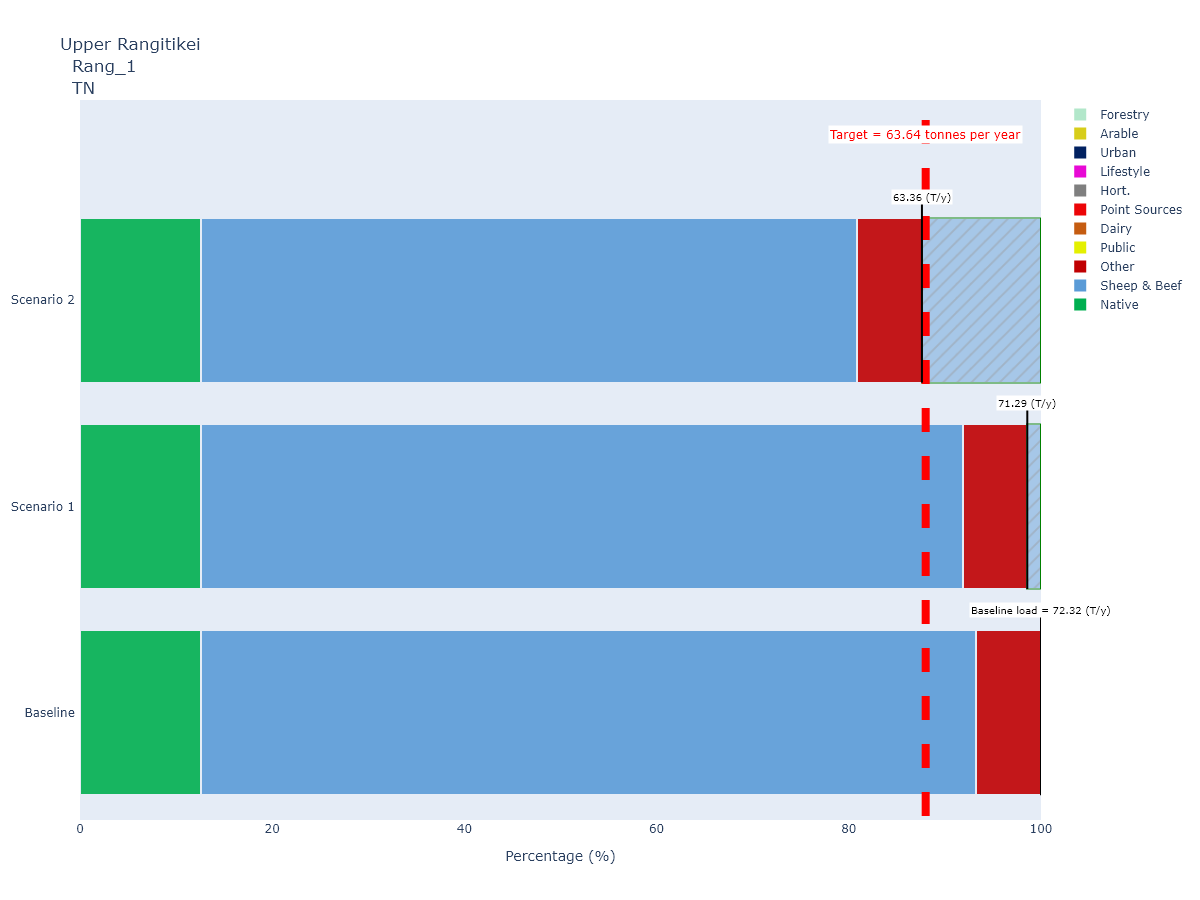 Upper Rangitikei
Rang_1
TN
Target = 63.64 tonnes per year
63.36 (T/y)
Scenario 2
71.29 (T/y)
Scenario 1
Baseline load = 72.32 (T/y)
Baseline
0 20 40 60 80 100
Percentage (%)
Forestry
Arable
Urban
Lifestyle
Hort.
Point Sources
Dairy
Public
Other
Sheep & Beef
Native